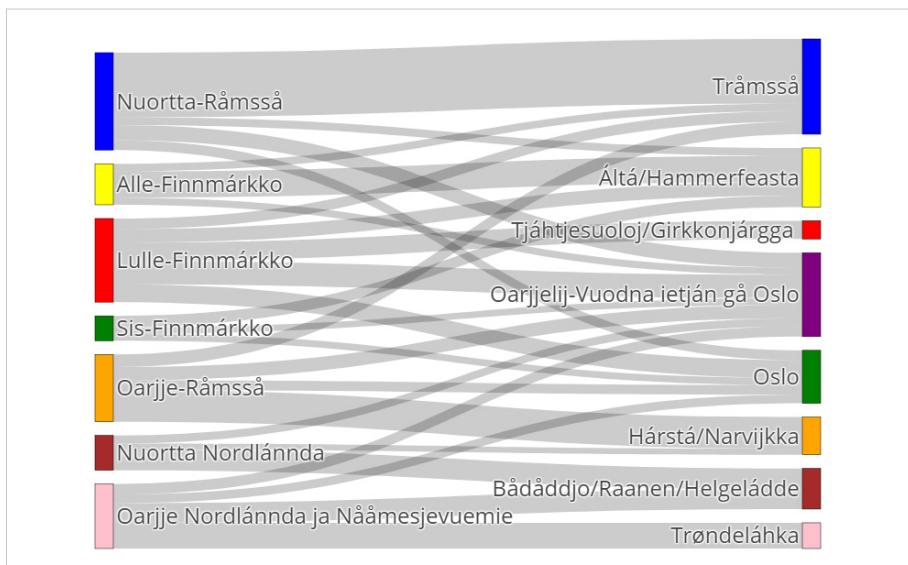 Nuortta-Råmsså
Alle-Finnmárkko
Lulle-Finnmárkko
Sis-Finnmárkko
Oarjje-Råmsså
Nuortta Nordlánnda
Oarjje Nordlánnda ja Nååmesjevuemie
Tråmsså
Áltá/Hammerfeasta
Tjáhtjesuoloj/Girkkonjárgga
Oarjjelij-Vuodna ietján gå Oslo
Oslo
Hárstá/Narvijkka
Bådåddjo/Raanen/Helgeládde
Trøndeláhka